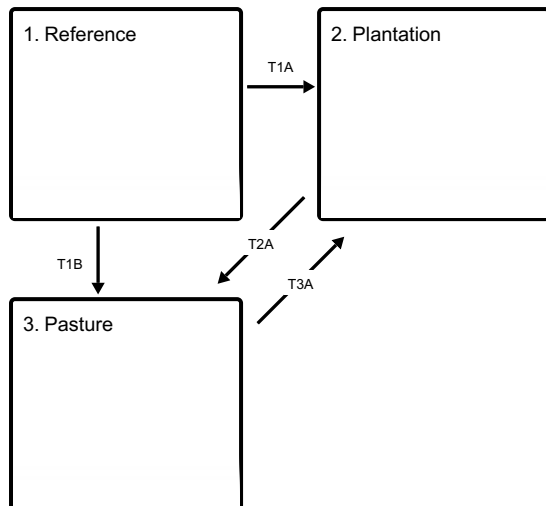 1. Reference
2. Plantation
T1A
T2A
T1B
T3A
3. Pasture